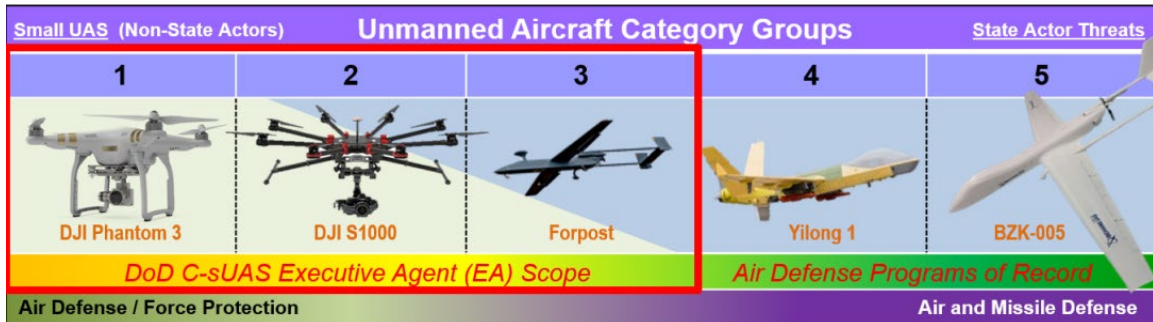 Small UAS (Non-State Actors) Unmanned Aircraft Category Groups State Actor Threats
1 2 3 4 5
DJI Phantom 3 DJI S1000 Forpost Yilong 1 BZK-005
DoD C-sUAS Executive Agent (EA) Scope Air Defense Programs of Record
Air Defense / Force Protection Air and Missile Defense